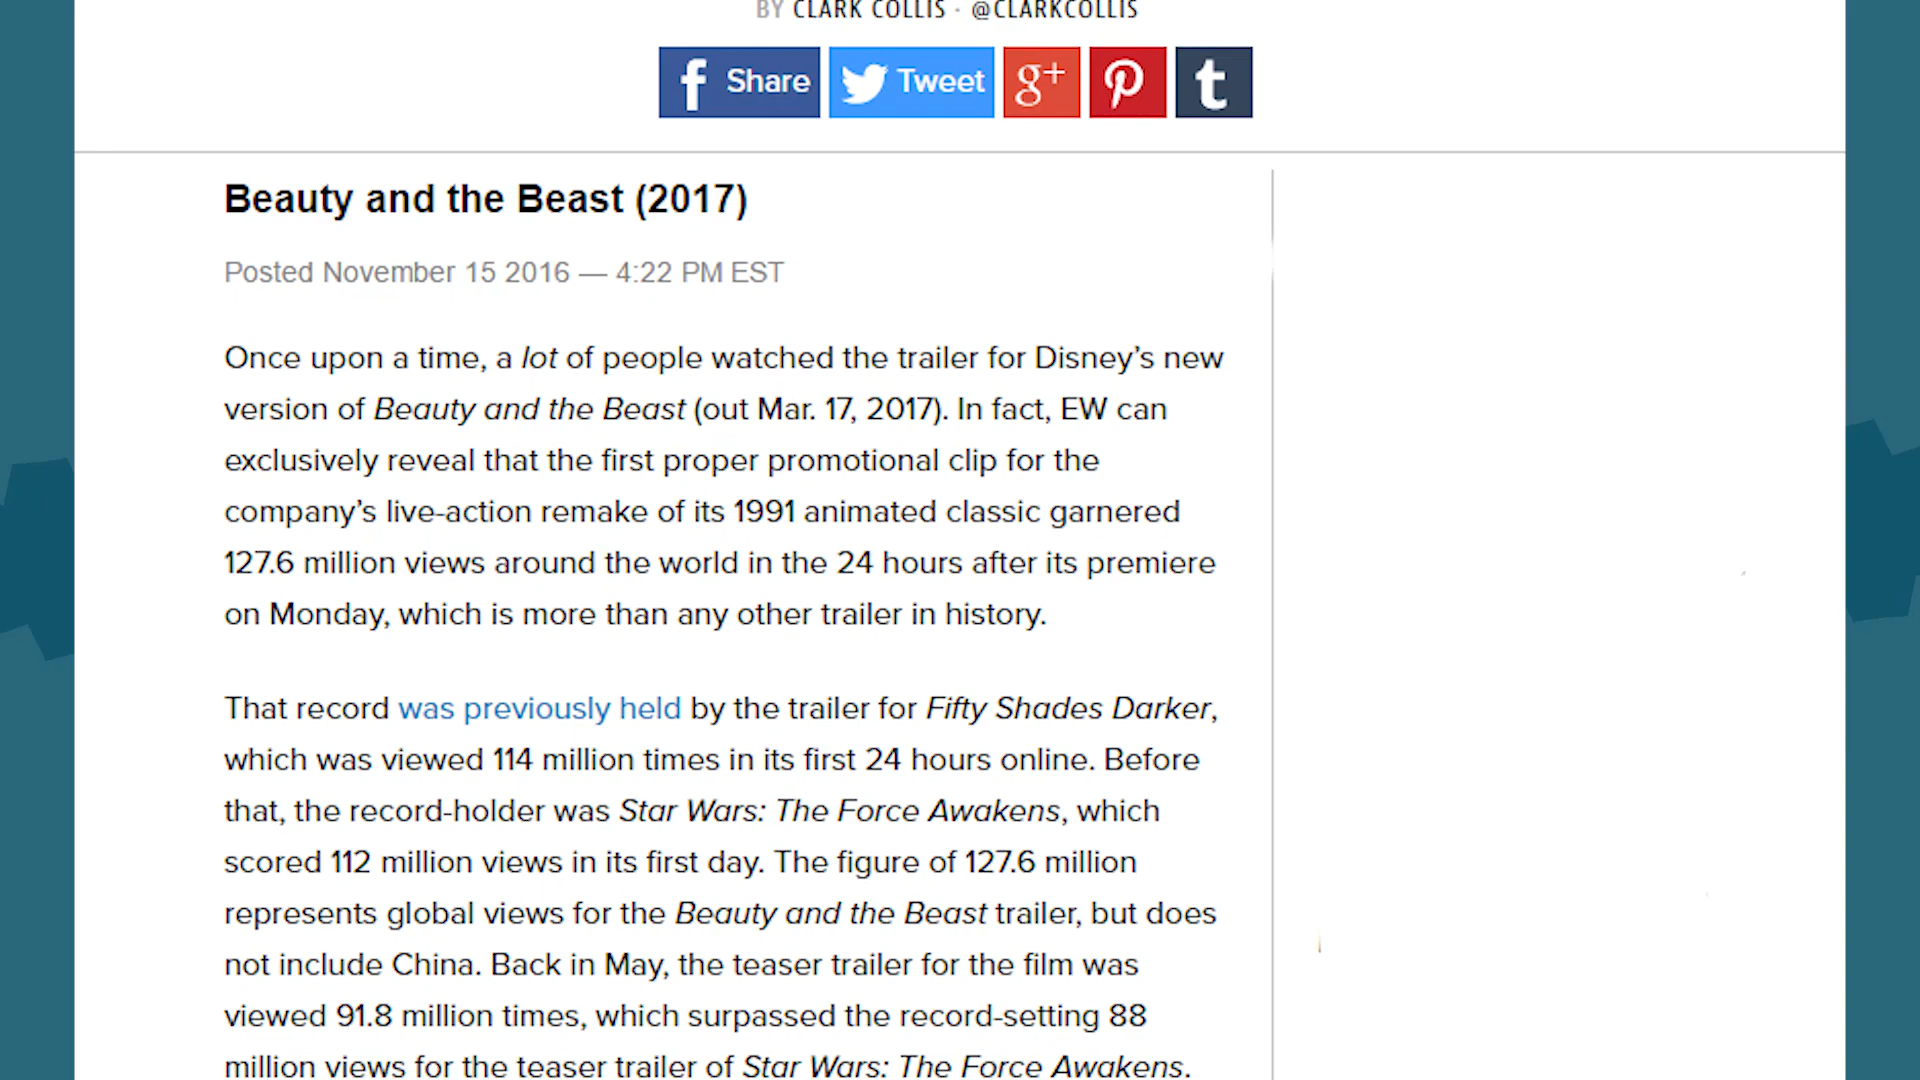 BY CLARK COLLIS · @CLARKCOLLIS
f Share Tweet g+ p t
Beauty and the Beast (2017)
Posted November 15 2016 — 4:22 PM EST
Once upon a time, a lot of people watched the trailer for Disney’s new
version of Beauty and the Beast (out Mar. 17, 2017). In fact, EW can
exclusively reveal that the first proper promotional clip for the
company’s live-action remake of its 1991 animated classic garnered
127.6 million views around the world in the 24 hours after its premiere
on Monday, which is more than any other trailer in history.
That record was previously held by the trailer for Fifty Shades Darker,
which was viewed 114 million times in its first 24 hours online. Before
that, the record-holder was Star Wars: The Force Awakens, which
scored 112 million views in its first day. The figure of 127.6 million
represents global views for the Beauty and the Beast trailer, but does
not include China. Back in May, the teaser trailer for the film was
viewed 91.8 million times, which surpassed the record-setting 88
million views for the teaser trailer of Star Wars: The Force Awakens.